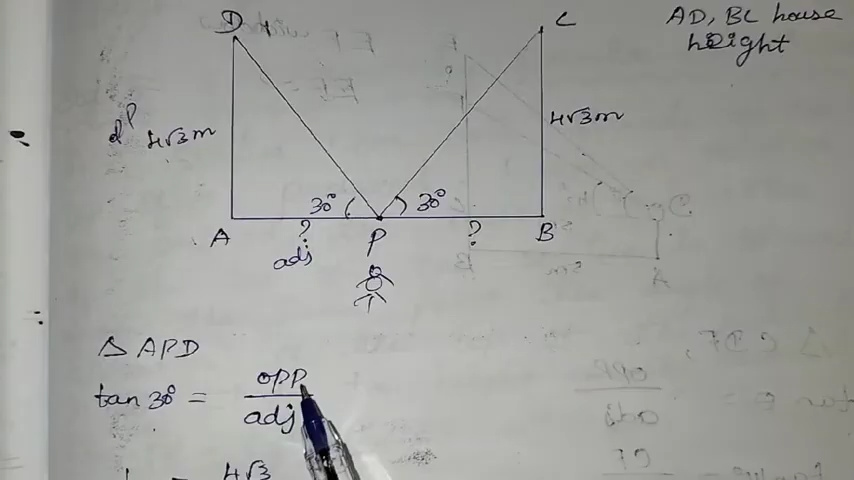 D
C
AD, BC house
height
4√3m
4√3m
30°
30°
A
?
P
?
B
adj
Δ APD
tan 30° = opp
adj
= 4√3